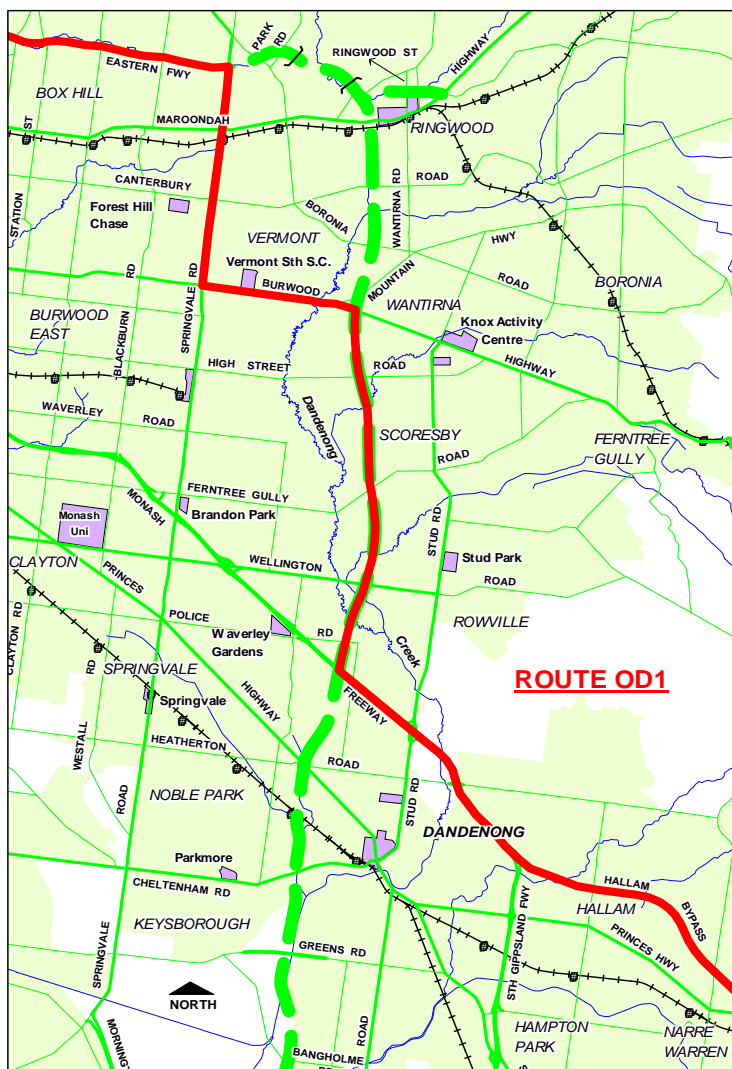 PARK
RD
RINGWOOD ST
HIGHWAY
EASTERN FWY
BOX HILL
MAROONDAH
RINGWOOD
ST
CANTERBURY
ROAD
WANTIRNA RD
STATION
Forest Hill
Chase
BORONIA
VERMONT
HWY
Vermont Sth S.C.
MOUNTAIN
ROAD
BORONIA
RD
SPRINGVALE RD
BURWOOD
WANTIRNA
BURWOOD
EAST
BLACKBURN
Knox Activity
Centre
HIGH STREET
ROAD
HIGHWAY
WAVERLEY
ROAD
Dandenong
SCORESBY
FERNTREE
GULLY
ROAD
FERNTREE GULLY
MONASH
Brandon Park
Monash
Uni
STUD RD
CLAYTON
WELLINGTON
Stud Park
ROAD
PRINCES
POLICE
RD
Waverley
Gardens
ROWVILLE
CLAYTON RD
RD
Creek
SPRINGVALE
ROUTE OD1
Springvale
HIGHWAY
FREEWAY
WESTALL
HEATHERTON
ROAD
ROAD
NOBLE PARK
STUD RD
DANDENONG
Parkmore
CHELTENHAM RD
HALLAM
BYPASS
HALLAM
KEYSBOROUGH
STH GIPPSLAND FWY
PRINCES HWY
GREENS RD
SPRINGVALE
NORTH
ROAD
HAMPTON
PARK
NARRE
WARREN
MORNING
BANGHOLME